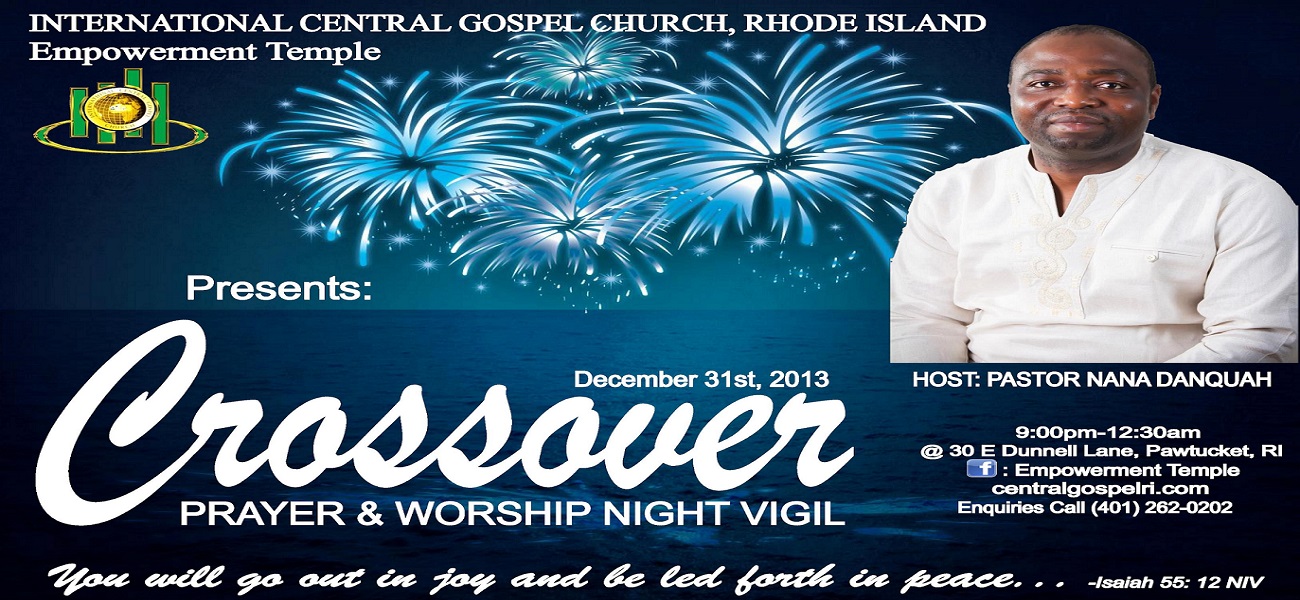 INTERNATIONAL CENTRAL GOSPEL CHURCH, RHODE ISLAND
Empowerment Temple
Presents:
December 31st, 2013
Crossover
PRAYER & WORSHIP NIGHT VIGIL
HOST: PASTOR NANA DANQUAH
9:00pm-12:30am
@ 30 E Dunnell Lane, Pawtucket, RI
f : Empowerment Temple
centralgospelri.com
Enquiries Call (401) 262-0202
You will go out in joy and be led forth in peace. . . -Isaiah 55: 12 NIV